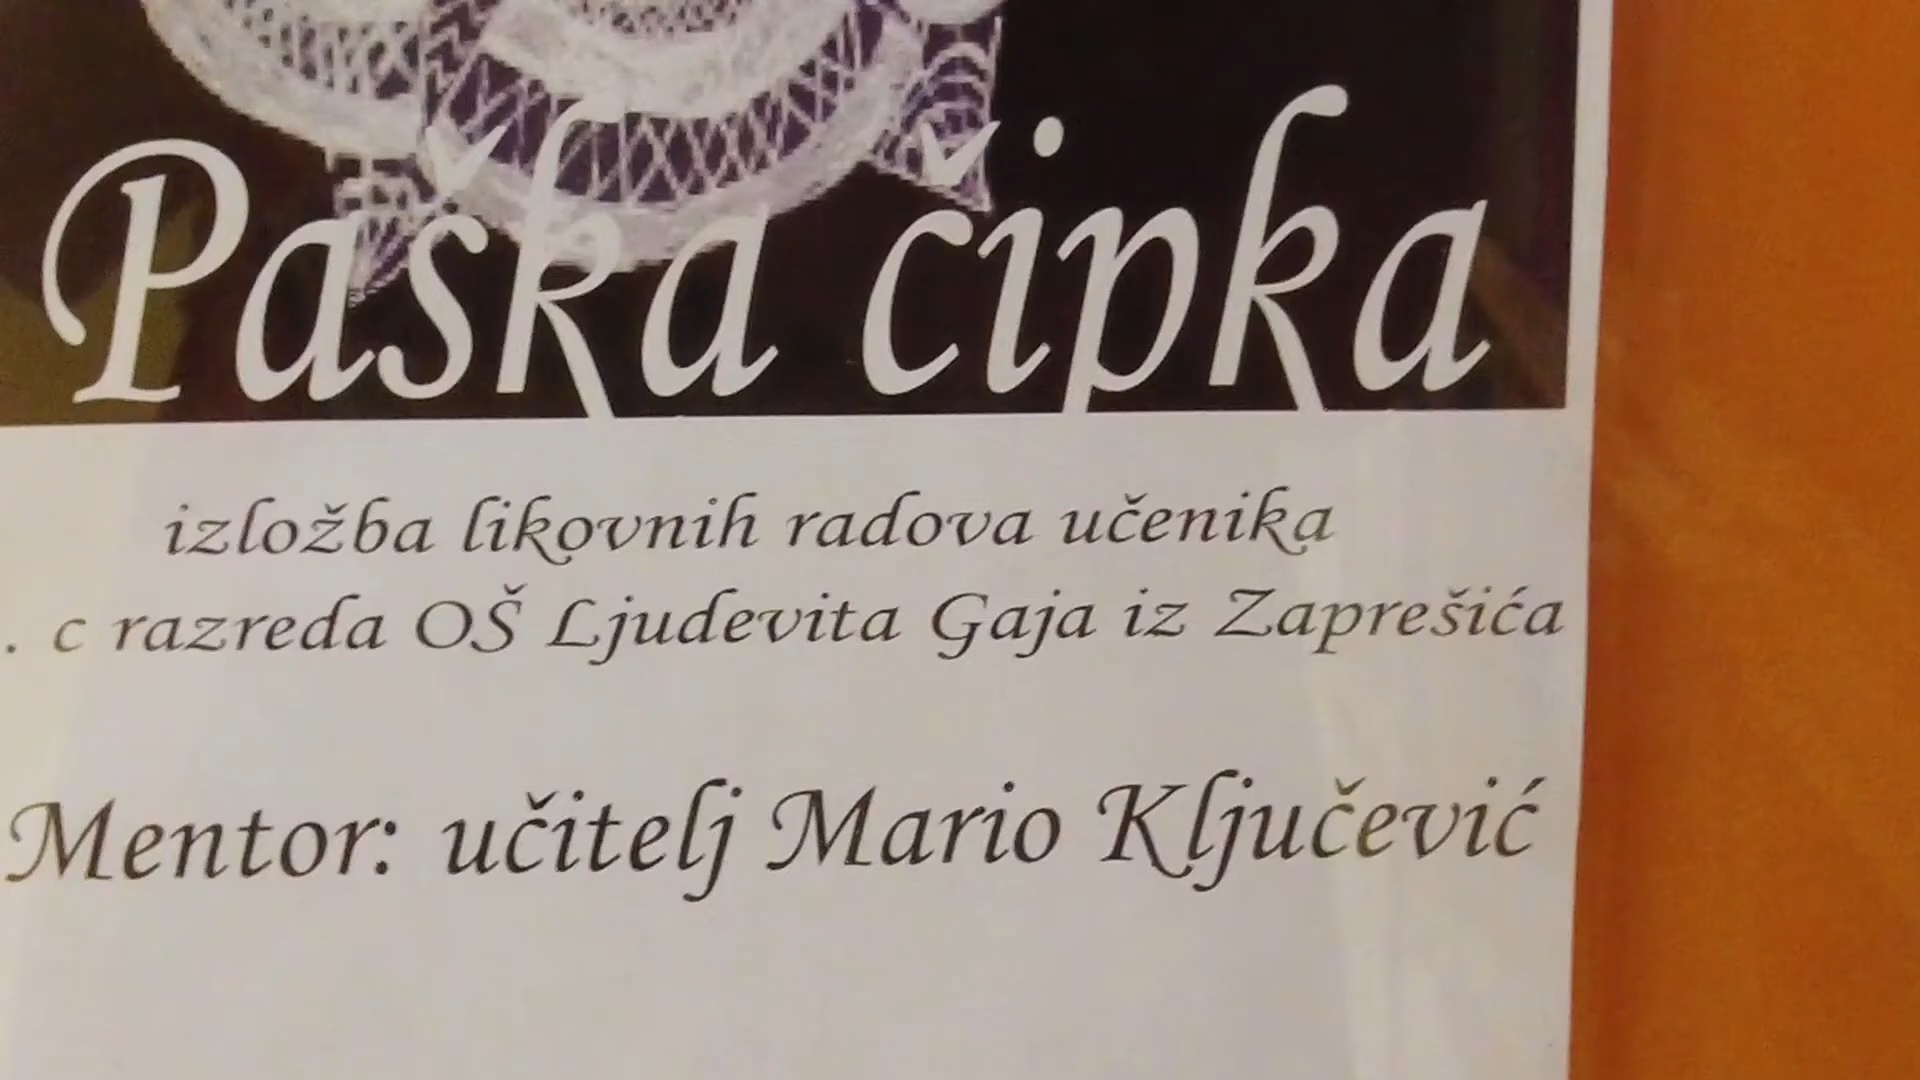 Paška čipka
izložba likovnih radova učenika
. c razreda OŠ Ljudevita Gaja iz Zaprešića
Mentor: učitelj Mario Ključević